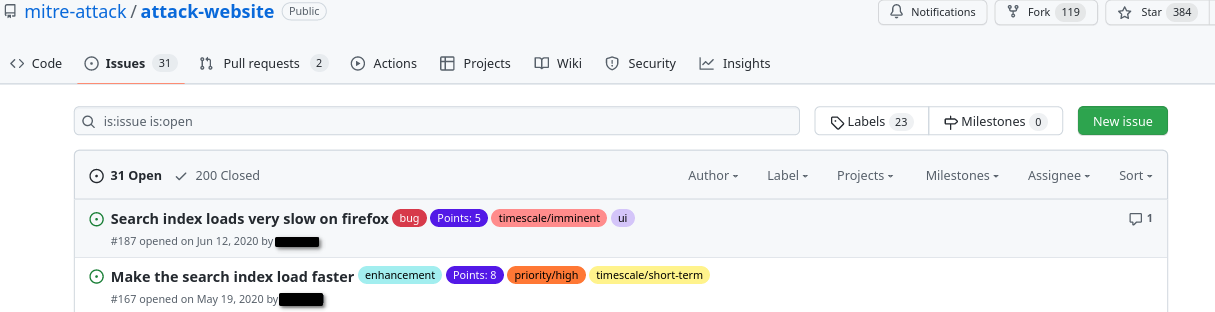 mitre-attack / attack-website Public Notifications Fork 119 Star 384
Code Issues 31 Pull requests 2 Actions Projects Wiki Security Insights
is:issue is:open Labels 23 Milestones 0 New issue
31 Open 200 Closed Author Label Projects Milestones Assignee Sort
Search index loads very slow on firefox bug Points: 5 timescale/imminent ui 1
#187 opened on Jun 12, 2020 by
Make the search index load faster enhancement Points: 8 priority/high timescale/short-term
#167 opened on May 19, 2020 by